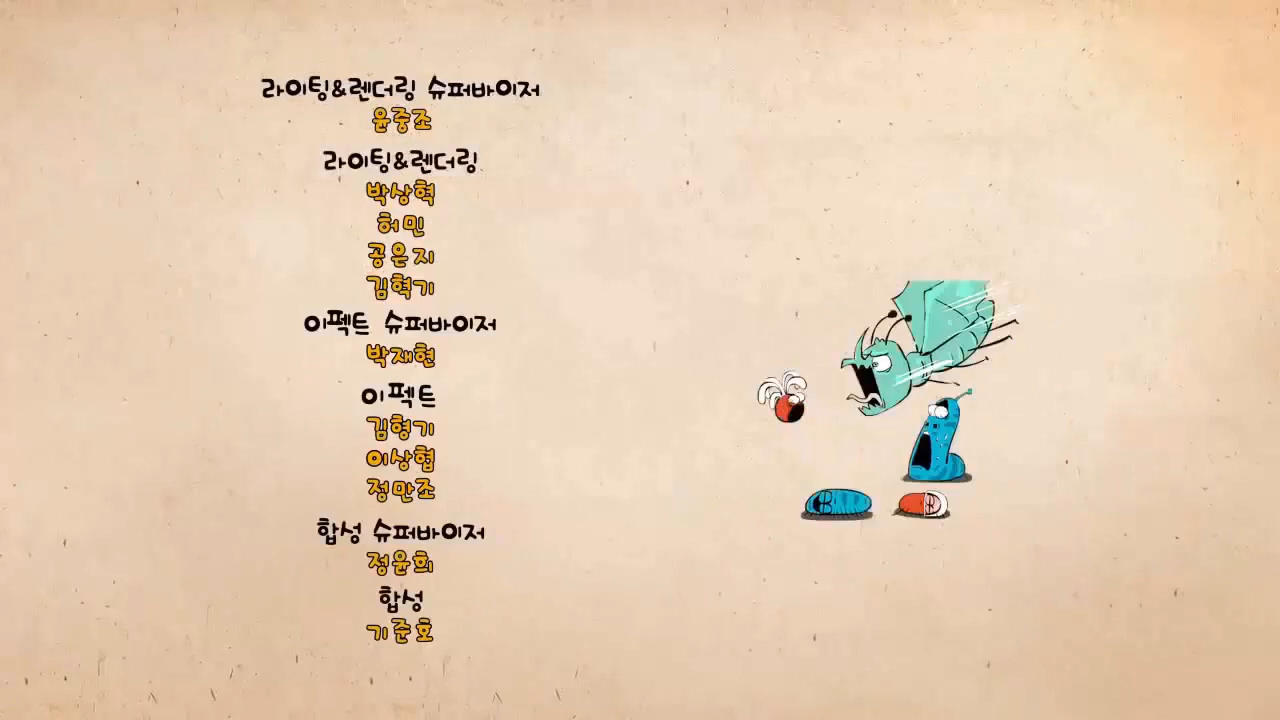 라이팅&렌더링 슈퍼바이저
윤중조
라이팅&렌더링
박상혁
허민
공은지
김혁기
이펙트 슈퍼바이저
박재현
이펙트
김형기
이상협
정만조
합성 슈퍼바이저
정윤희
합성
기준호